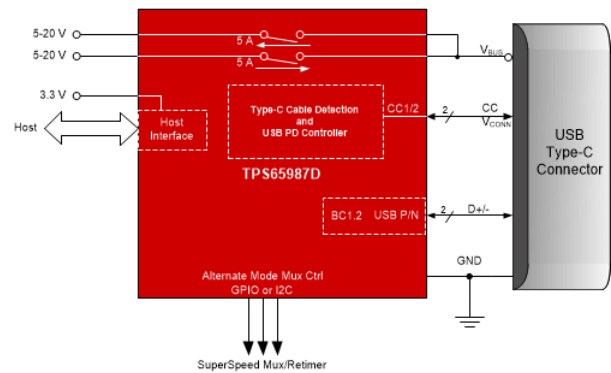 5-20 V
5 A
5-20 V
5 A
VBUS
3.3 V
Host
Host
Interface
Type-C Cable Detection
and
USB PD Controller
CC1/2
2
CC
VCONN
USB
Type-C
Connector
TPS65987D
BC1.2 USB P/N
2
D+/-
GND
Alternate Mode Mux Ctrl
GPIO or I2C
SuperSpeed Mux/Retimer